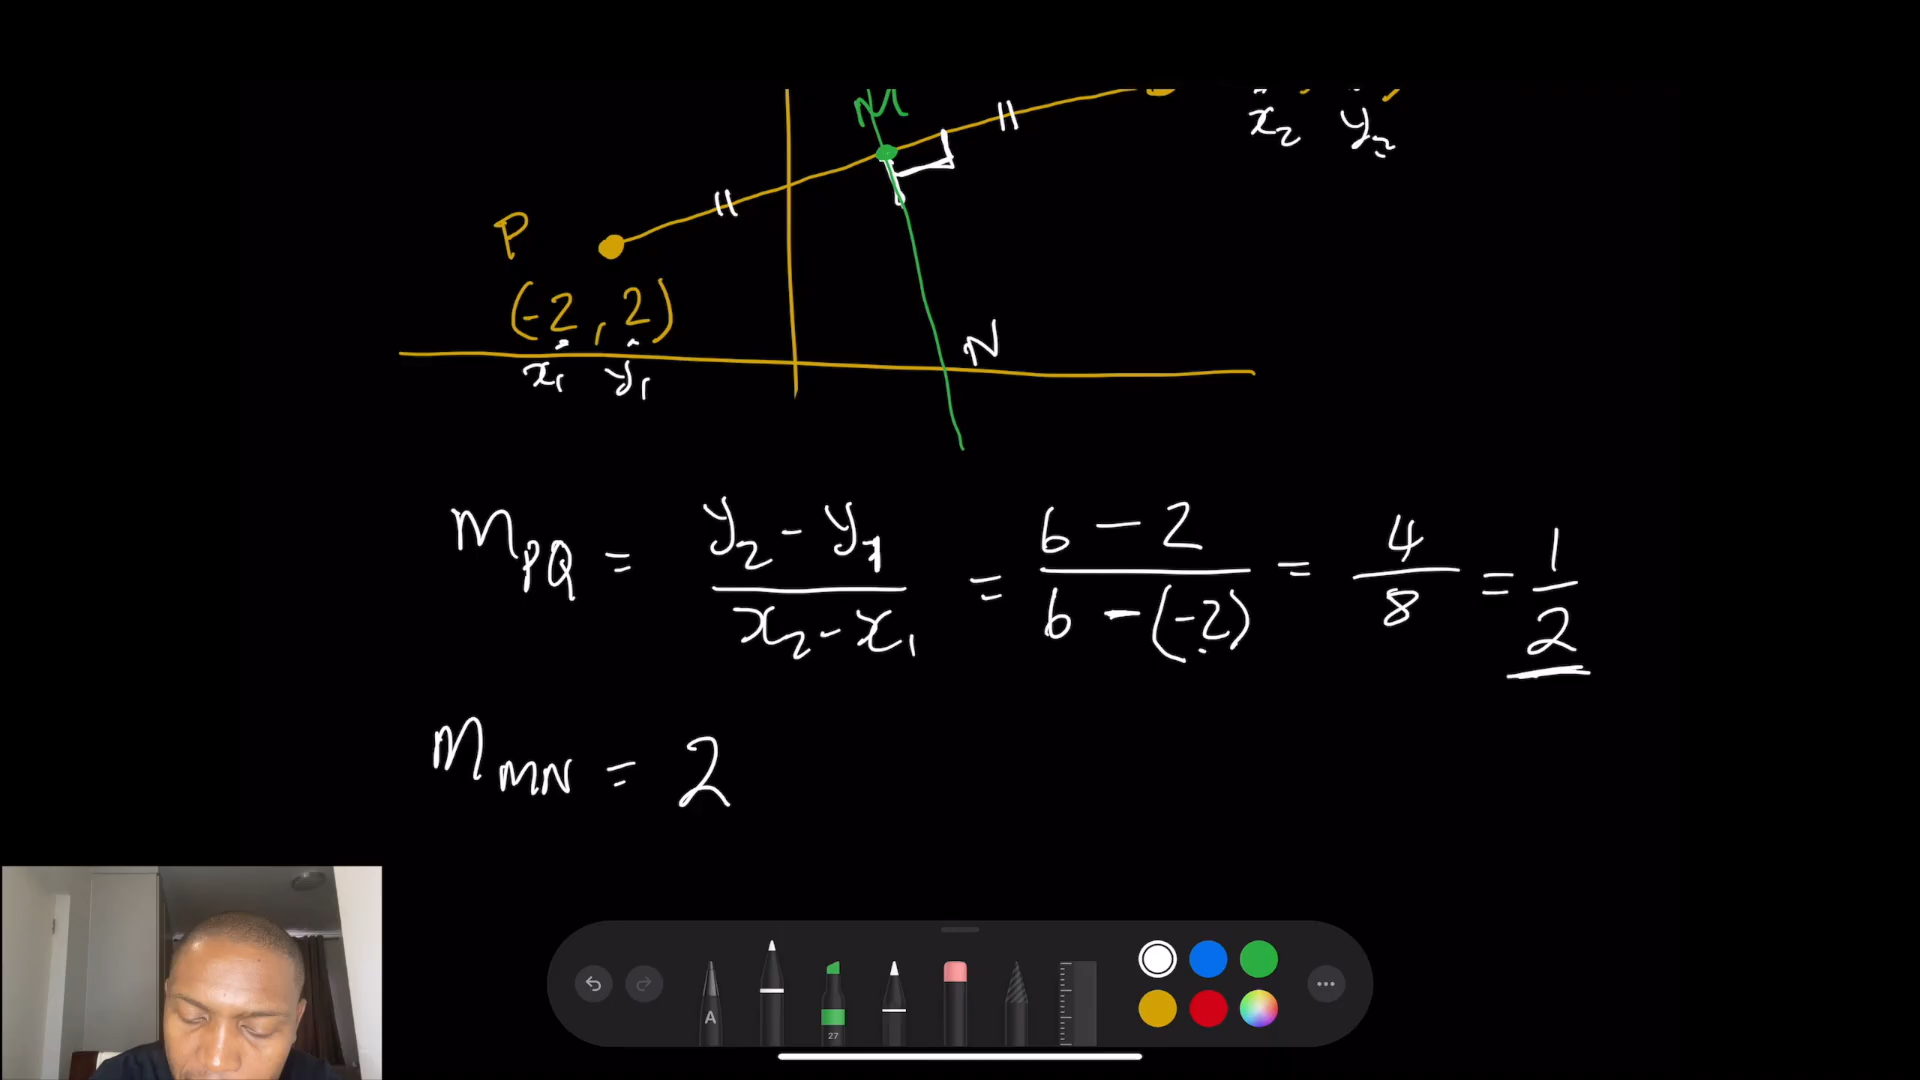 M
x₂ y₂
P
(-2, 2)
N
x₁ y₁
M_PQ = (y₂ - y₁)/(x₂ - x₁) = (6 - 2)/(6 - (-2)) = 4/8 = 1/2
M_MN = 2
A
27